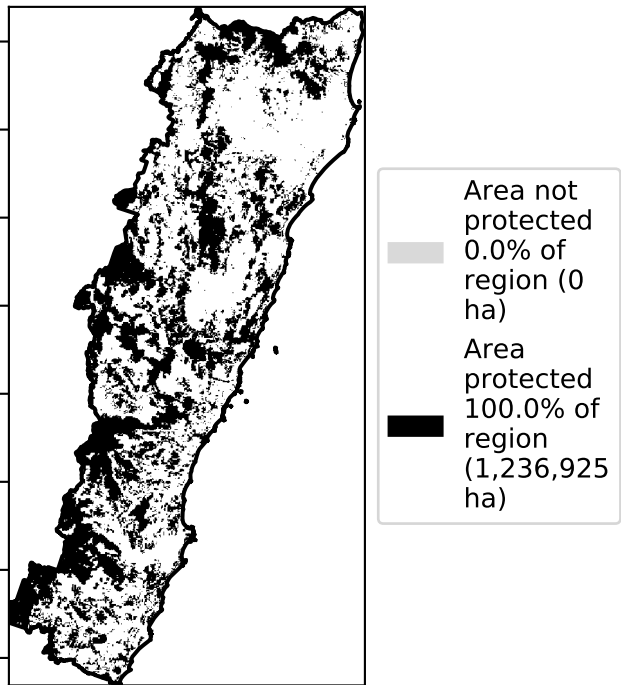 Area not
protected
0.0% of
region (0
ha)
Area
protected
100.0% of
region
(1,236,925
ha)